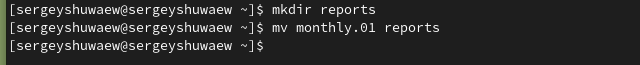 [sergeyshuwaew@sergeyshuwaew ~]$ mkdir reports
[sergeyshuwaew@sergeyshuwaew ~]$ mv monthly.01 reports
[sergeyshuwaew@sergeyshuwaew ~]$